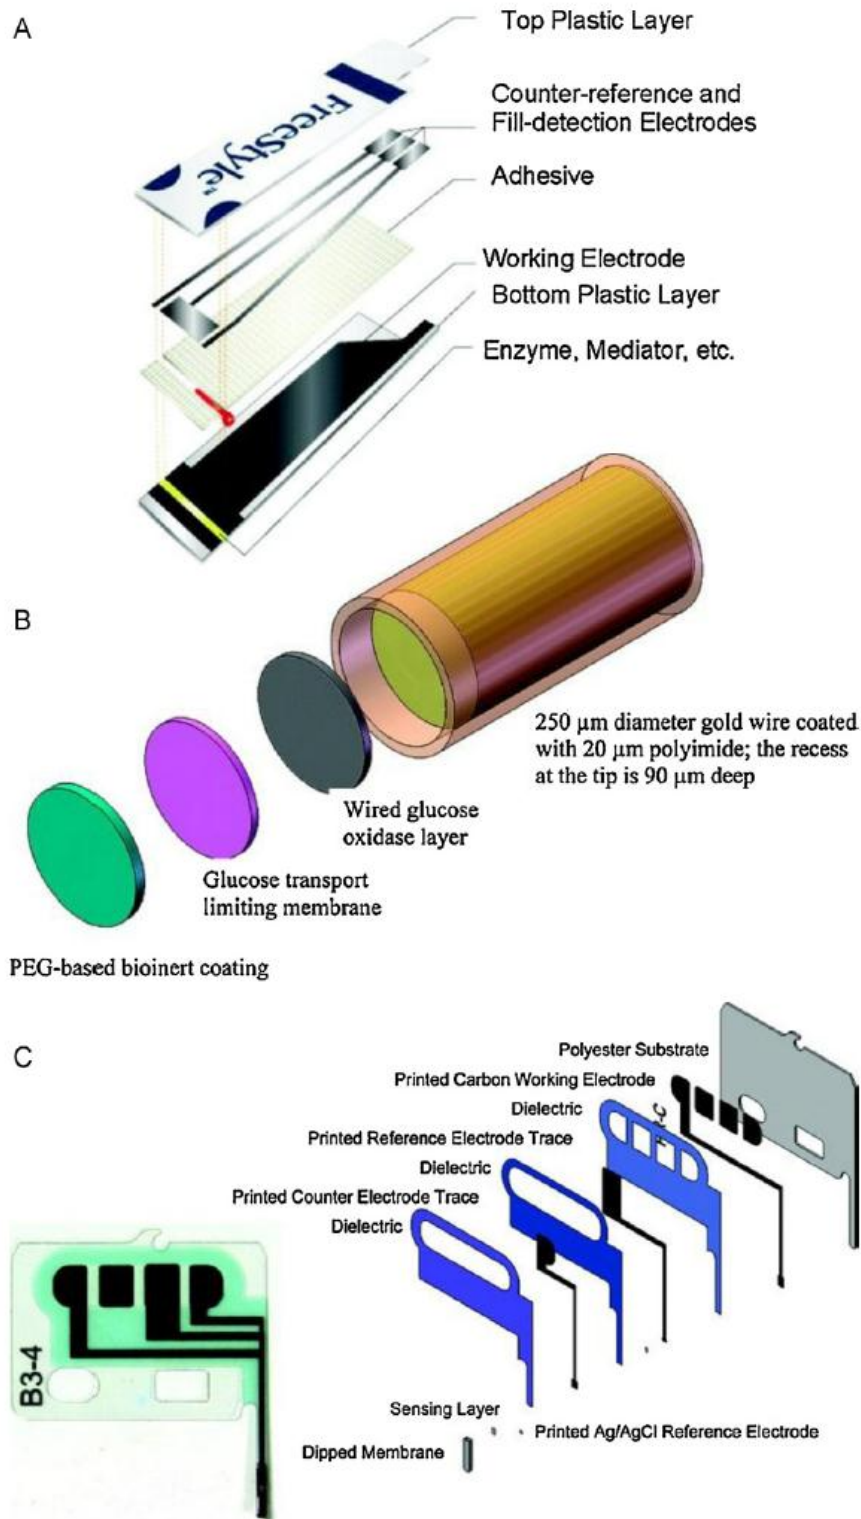 A
Top Plastic Layer
FreeStyle™
Counter-reference and
Fill-detection Electrodes
Adhesive
Working Electrode
Bottom Plastic Layer
Enzyme, Mediator, etc.
B
250 µm diameter gold wire coated
with 20 µm polyimide; the recess
at the tip is 90 µm deep
Wired glucose
oxidase layer
Glucose transport
limiting membrane
PEG-based bioinert coating
C
Polyester Substrate
Printed Carbon Working Electrode
Dielectric
Printed Reference Electrode Trace
Dielectric
Printed Counter Electrode Trace
Dielectric
B3-4
Sensing Layer
Printed Ag/AgCl Reference Electrode
Dipped Membrane